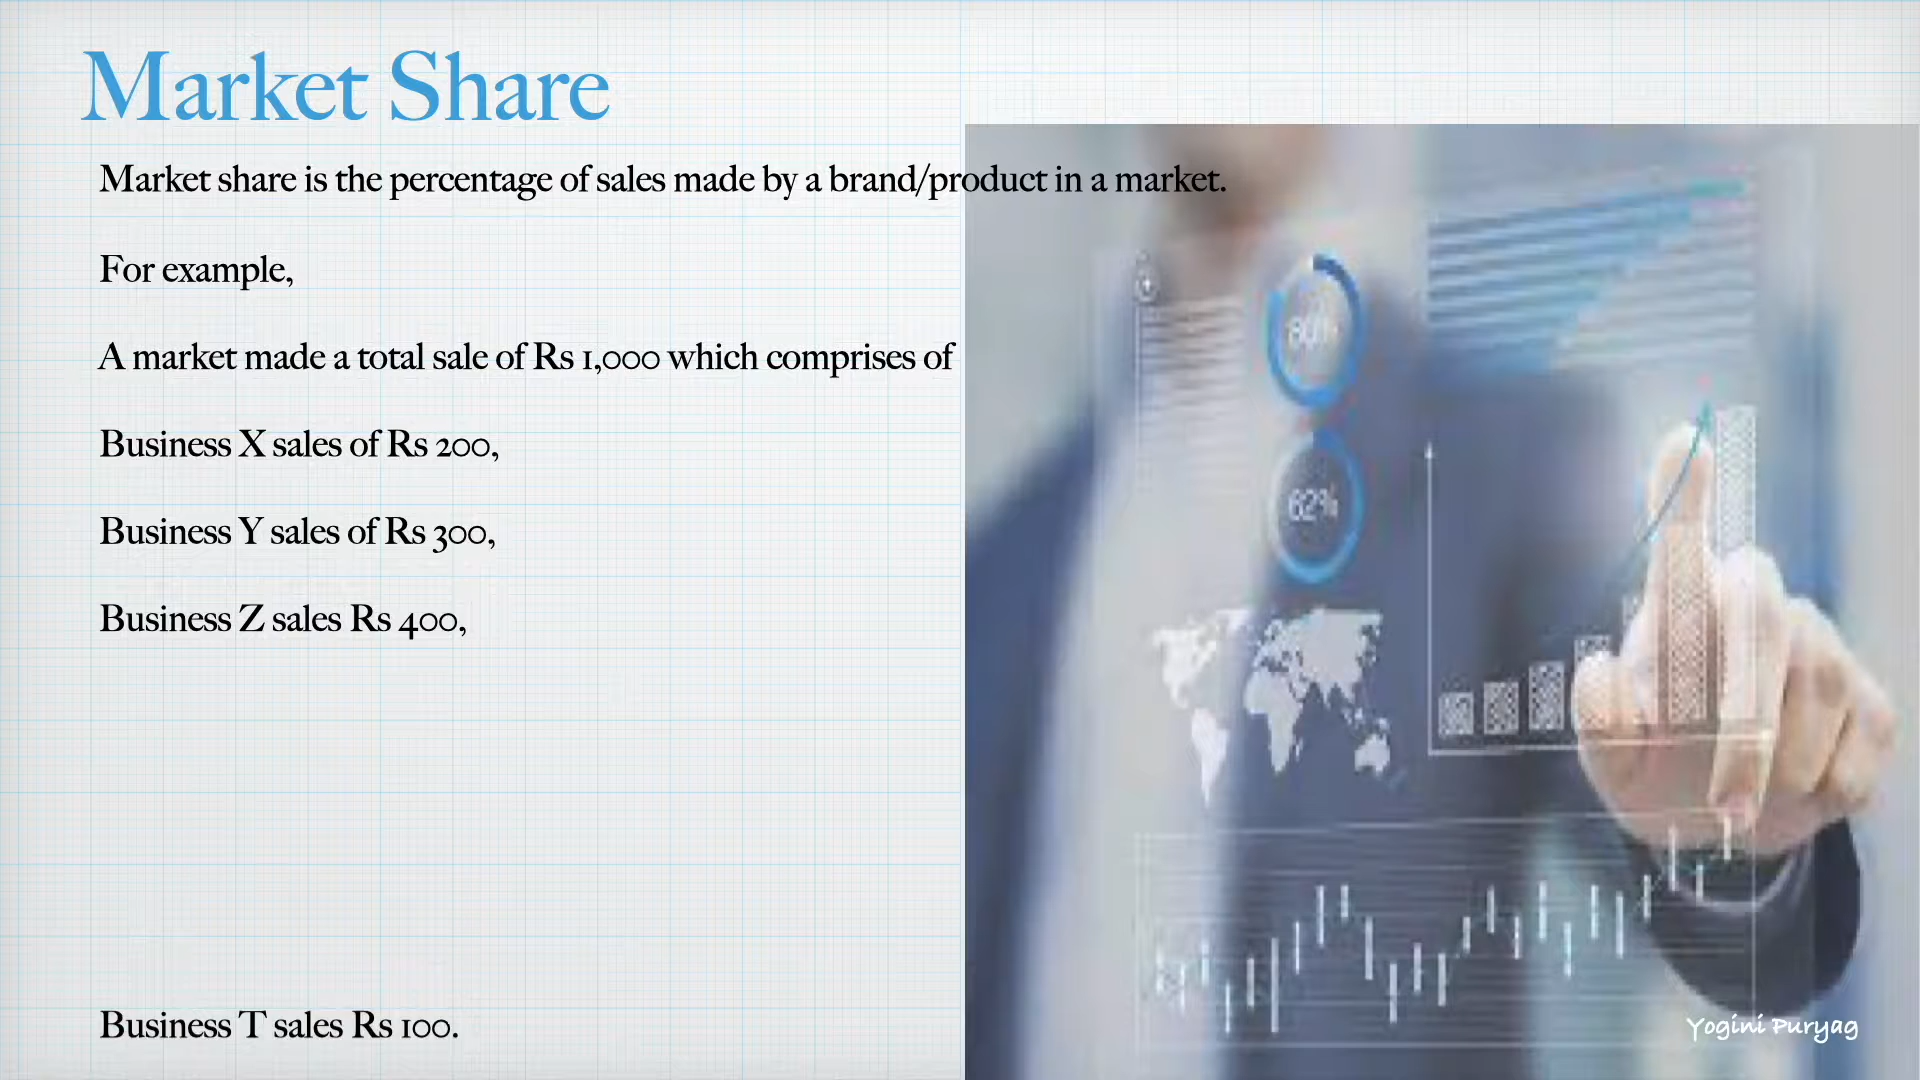 Market Share
Market share is the percentage of sales made by a brand/product in a market.
For example,
A market made a total sale of Rs 1,000 which comprises of
Business X sales of Rs 200,
Business Y sales of Rs 300,
Business Z sales Rs 400,
Business T sales Rs 100.
80%
62%
Yogini Puryag